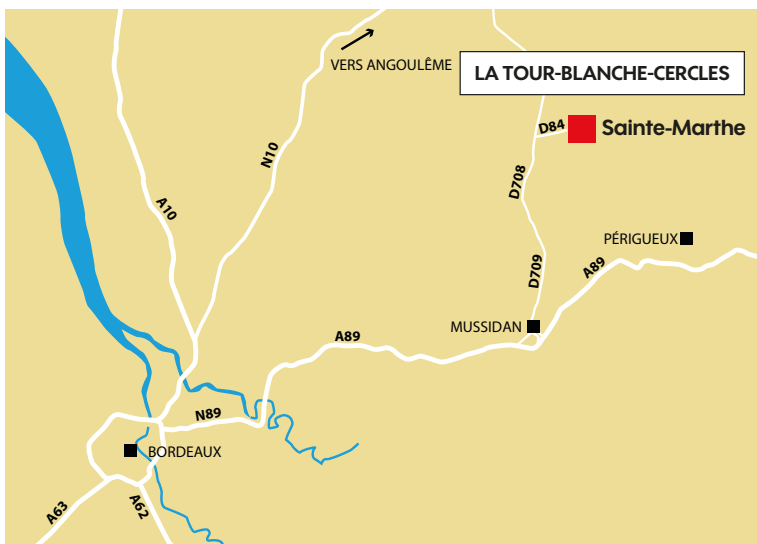 VERS ANGOULÊME
LA TOUR-BLANCHE-CERCLES
D84
Sainte-Marthe
N10
D708
A10
PÉRIGUEUX
D709
A89
MUSSIDAN
A89
N89
BORDEAUX
A63
A62